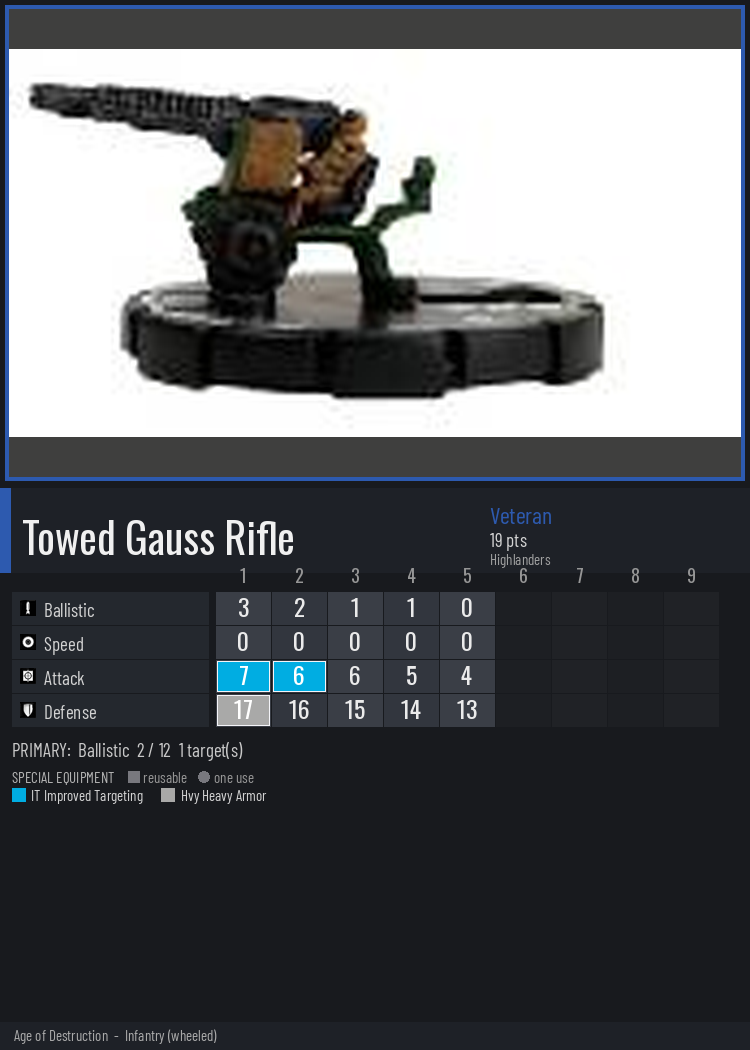 Towed Gauss Rifle
Veteran
19 pts
Highlanders
1 2 3 4 5 6 7 8 9
Ballistic 3 2 1 1 0
Speed 0 0 0 0 0
Attack 7 6 6 5 4
Defense 17 16 15 14 13
PRIMARY: Ballistic 2 / 12 1 target(s)
SPECIAL EQUIPMENT reusable one use
IT Improved Targeting Hvy Heavy Armor
Age of Destruction - Infantry (wheeled)